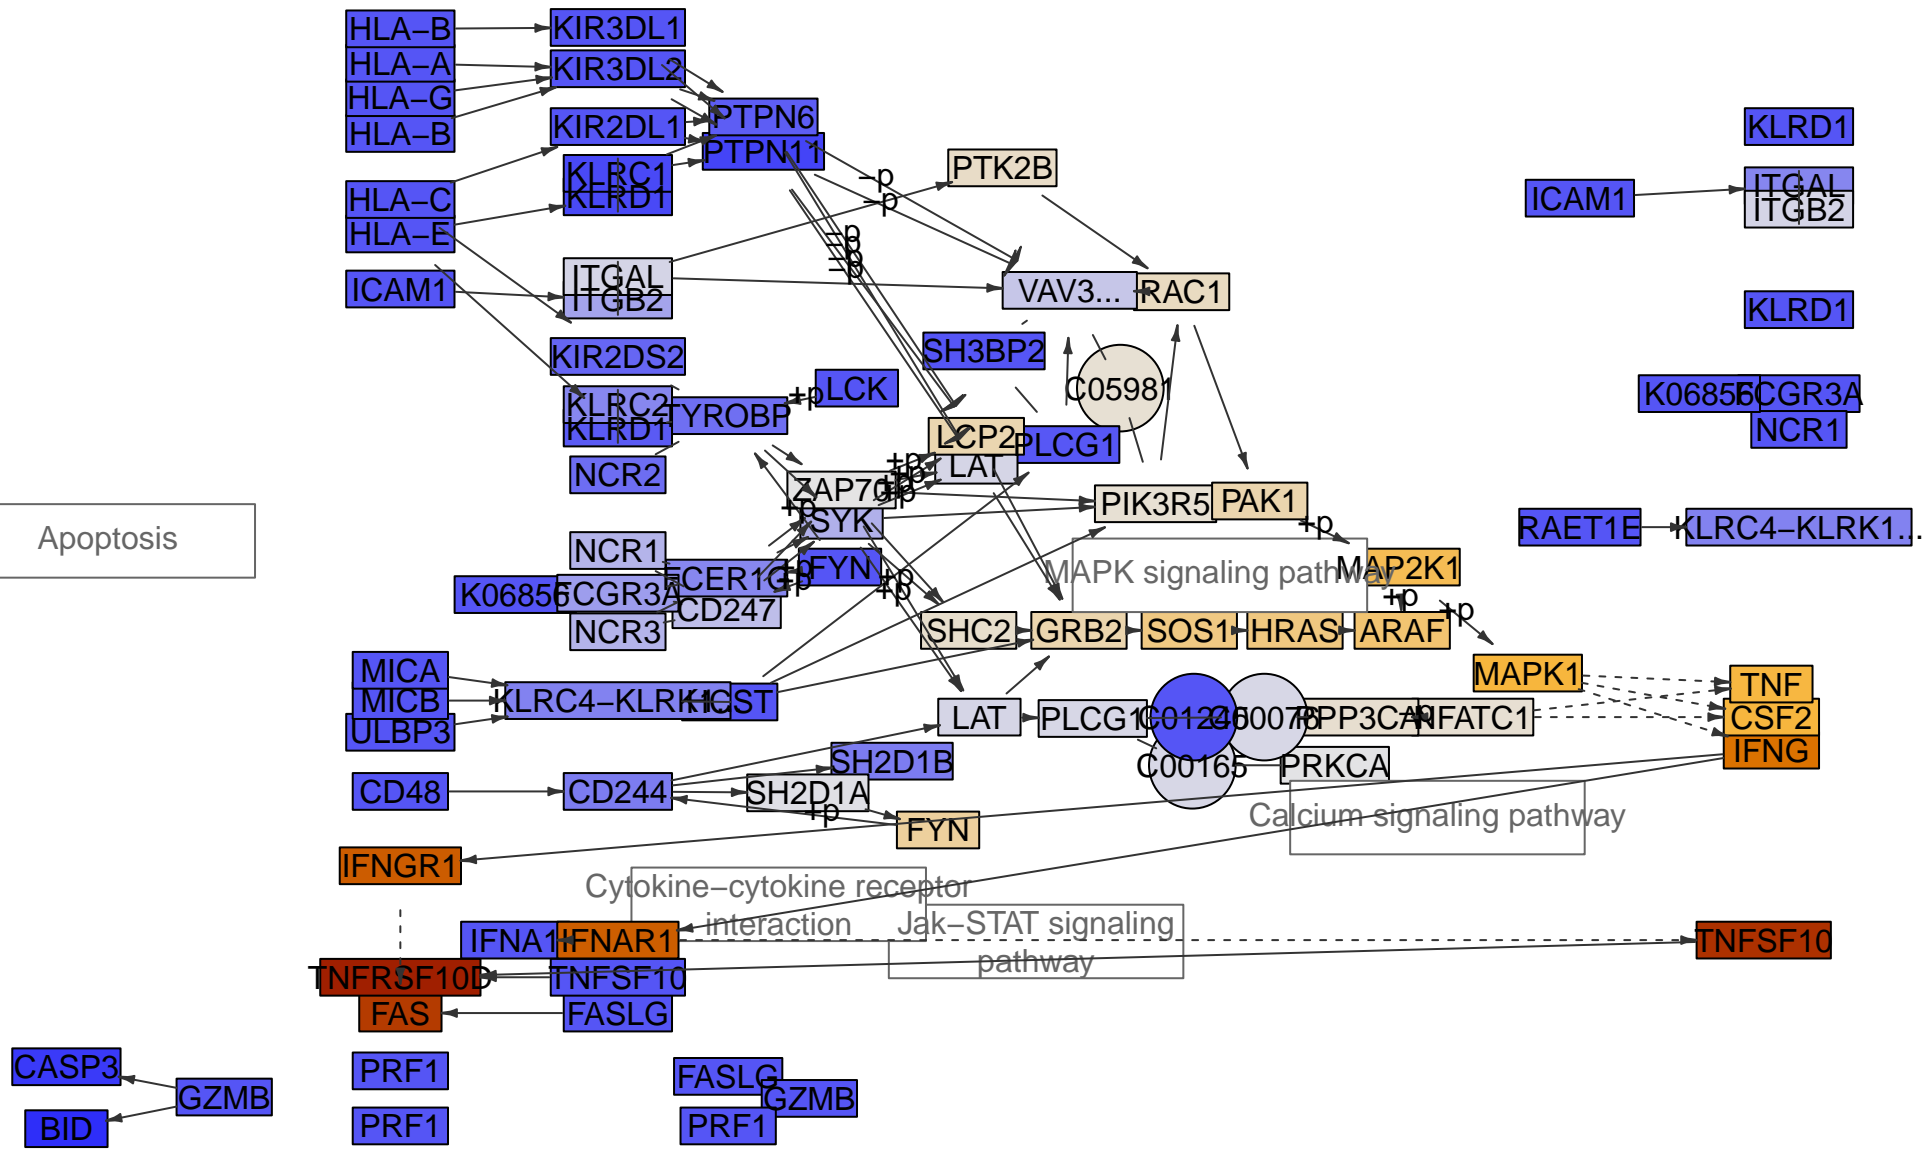 HLA−B
KIR3DL1
HLA−A
KIR3DL2
HLA−G
HLA−B
KIR2DL1
PTPN6
PTPN11
KLRC1
KLRD1
HLA−C
HLA−E
ICAM1
ITGAL
ITGB2
PTK2B
−p
−p
−p
−p
−p
−p
VAV3...
RAC1
KLRD1
ICAM1
ITGAL
ITGB2
KLRD1
K06856
FCGR3A
NCR1
KIR2DS2
SH3BP2
C05981
KLRC2
KLRD1
TYROBP
+p
LCK
LCP2
PLCG1
LAT
NCR2
ZAP70
+p
+p
+p
+p
+p
SYK
PIK3R5
PAK1
+p
RAET1E
KLRC4−KLRK1...
Apoptosis
NCR1
FCER1G
+p
+p
FYN
+p
+p
MAPK signaling pathway
MAP2K1
K06856
FCGR3A
CD247
NCR3
+p
+p
SHC2
GRB2
SOS1
HRAS
ARAF
MICA
MICB
ULBP3
KLRC4−KLRK1...
HCST
MAPK1
TNF
CSF2
IFNG
LAT
PLCG1
C01245
C00076
PPP3CA
NFATC1
C00165
PRKCA
SH2D1B
CD48
CD244
SH2D1A
+p
FYN
Calcium signaling pathway
IFNGR1
Cytokine−cytokine receptor
interaction
Jak−STAT signaling
pathway
IFNA1
IFNAR1
TNFSF10
TNFRSF10D
TNFSF10
FAS
FASLG
CASP3
GZMB
BID
PRF1
PRF1
FASLG
GZMB
PRF1